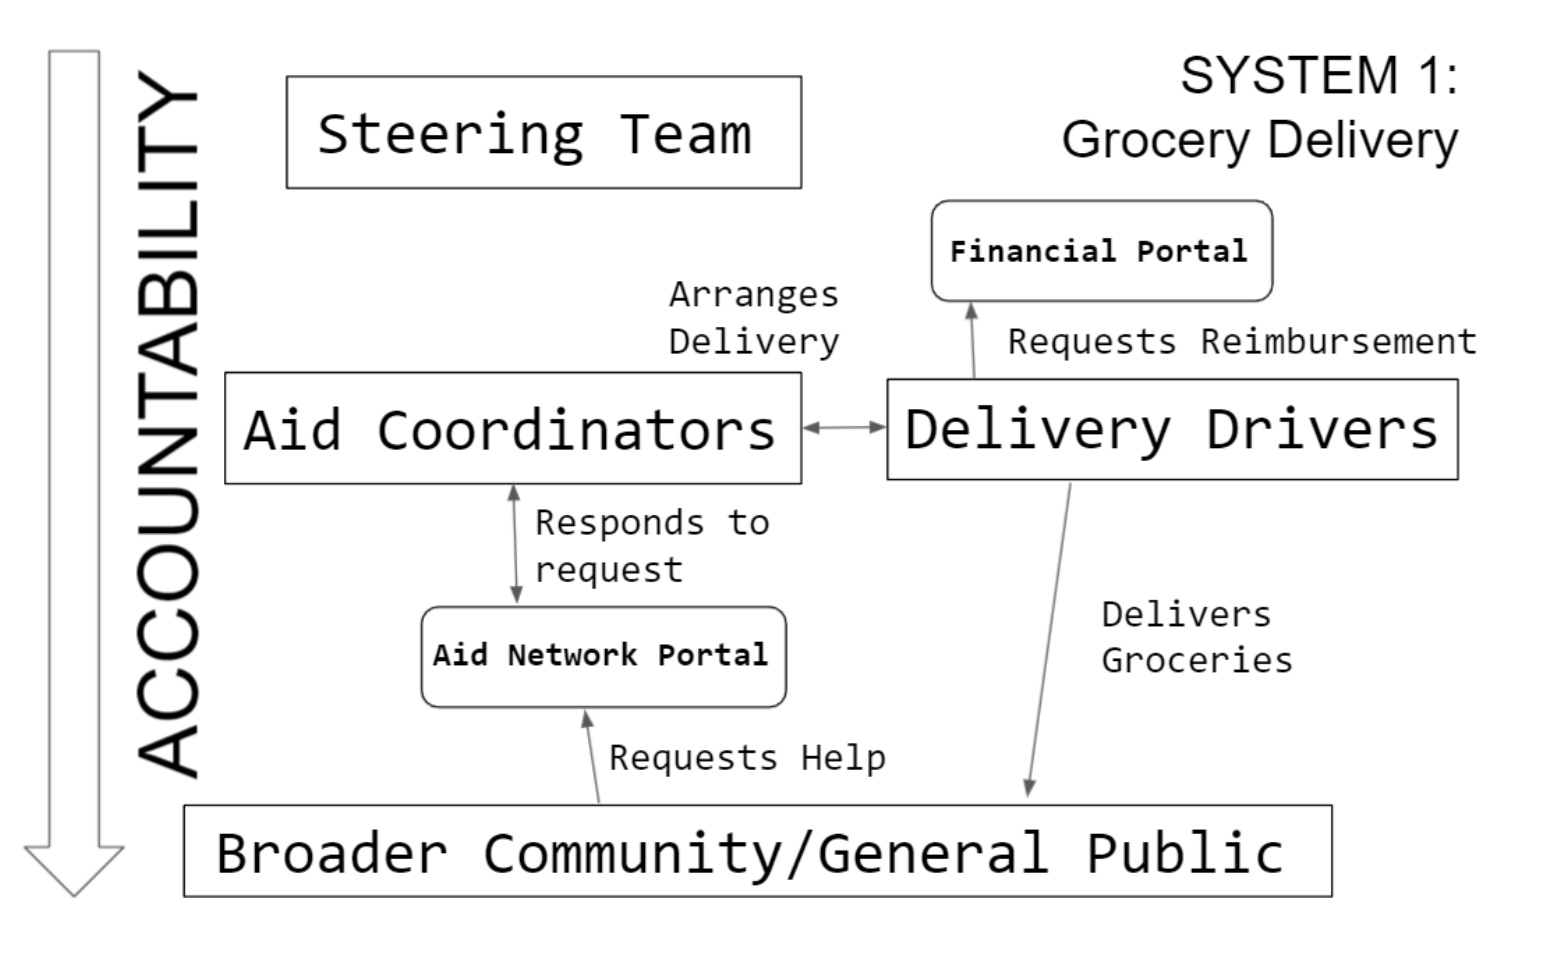 ACCOUNTABILITY
SYSTEM 1:
Grocery Delivery
Steering Team
Financial Portal
Arranges
Delivery
Requests Reimbursement
Aid Coordinators
Delivery Drivers
Responds to
request
Delivers
Groceries
Aid Network Portal
Requests Help
Broader Community/General Public